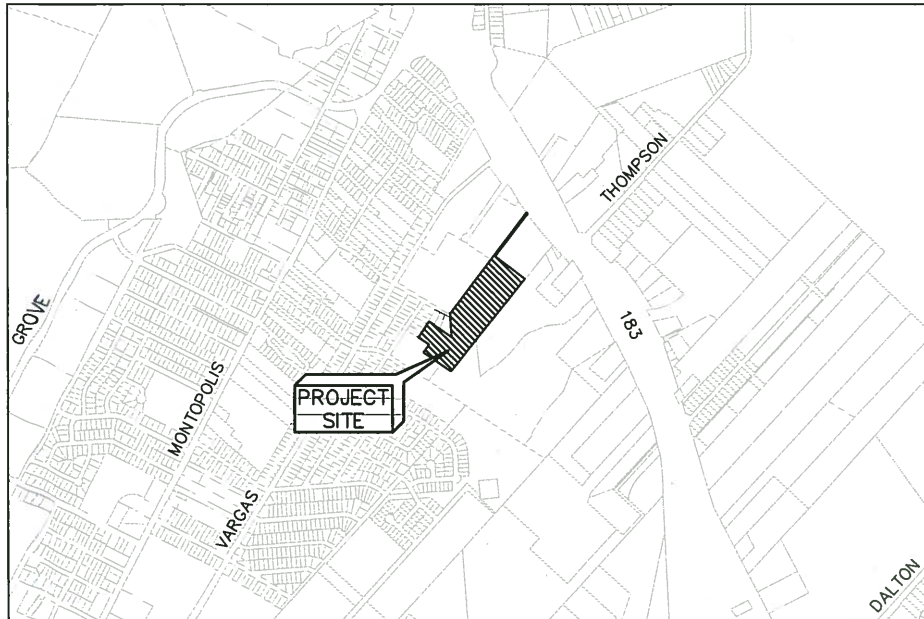 THOMPSON
GROVE
183
MONTOPOLIS
PROJECT
SITE
VARGAS
DALTON